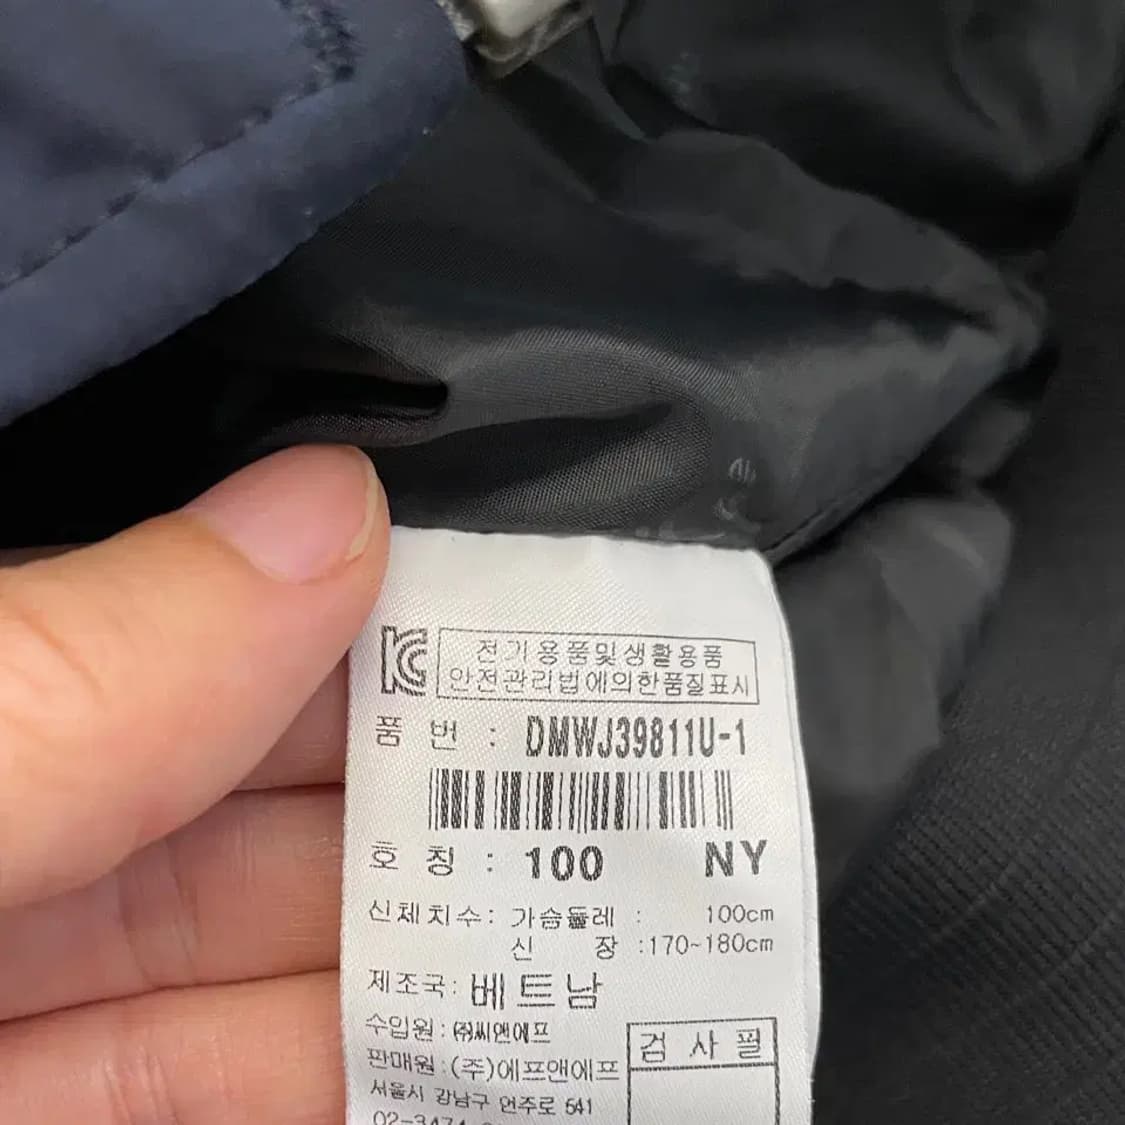 KC 전기용품및생활용품
안전관리법에의한품질표시
품 번 : DMWJ39811U-1
호 칭 : 100 NY
신체치수: 가슴둘레 : 100cm
신 장 :170~180cm
제조국: 베트남
수입원: (주)씨앤에프
판매원:(주)에프앤에프
검 사 필
서울시 강남구 언주로 541
02-3474